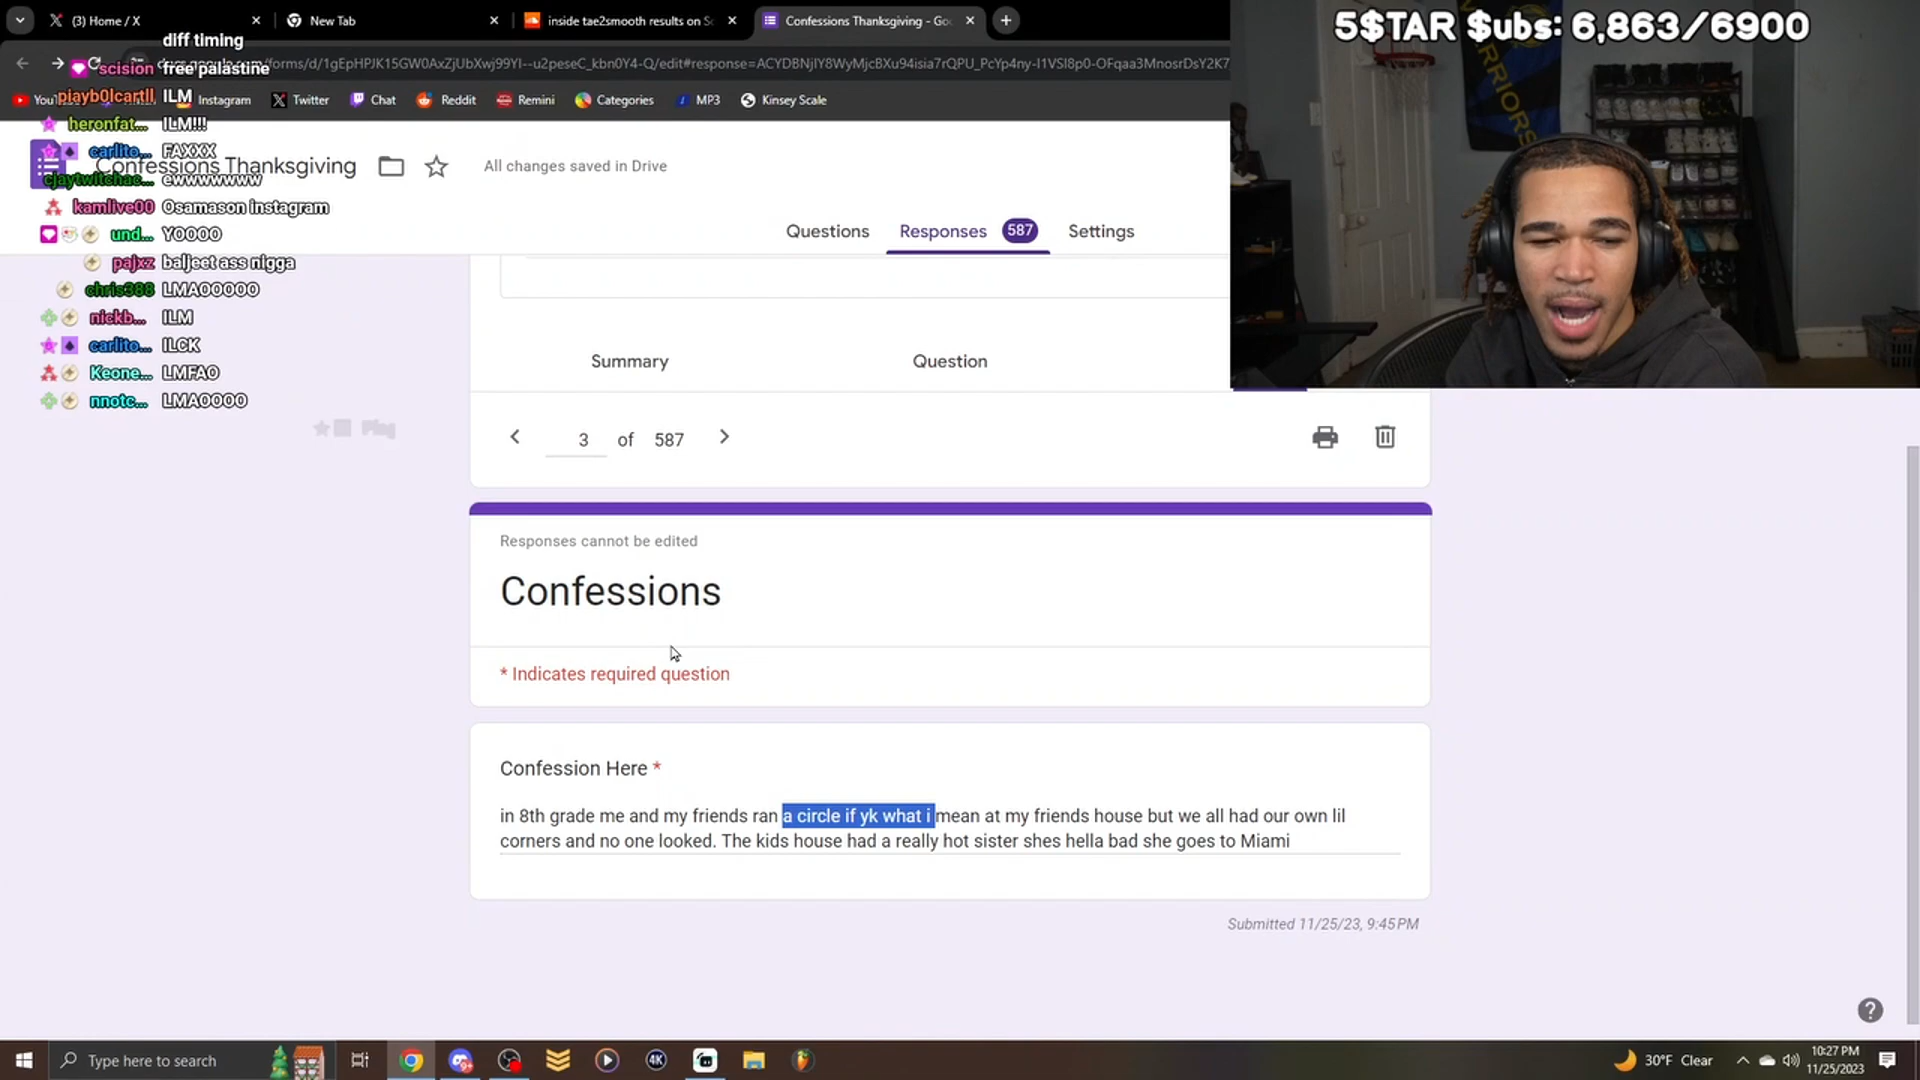 (3) Home / X
New Tab
inside tae2smooth results on S
Confessions Thanksgiving - Go
5$TAR $ubs: 6,863/6900
diff timing
scision free palastine
forms/d/1gEpHPJK15GW0AxZjUbXwj99YI--u2peseC_kbn0Y4-Q/edit#response=ACYDBNjIY8WyMjcBXu94isia7rQPU_PcYp4ny-I1VSI8p0-OFqaa3MnosrDsY2K7
playb0lcartll ILM
Instagram
Twitter
Chat
Reddit
Remini
Categories
MP3
Kinsey Scale
heronfat... ILM!!!
carlito... FAXXX
Confessions Thanksgiving
All changes saved in Drive
cjaytwitchac... ewwwwwww
kamlive00 Osamason instagram
und... YOOOO
Questions
Responses
587
Settings
pajxz baljeet ass nigga
chris388 LMAOOOOO
nickb... ILM
carlito... ILCK
Keone... LMFAO
nnotc... LMAOOOO
Summary
Question
3 of 587
Responses cannot be edited
Confessions
* Indicates required question
Confession Here *
in 8th grade me and my friends ran a circle if yk what i mean at my friends house but we all had our own lil
corners and no one looked. The kids house had a really hot sister shes hella bad she goes to Miami
Submitted 11/25/23, 9:45 PM
Type here to search
4K
30°F Clear
10:27 PM
11/25/2023